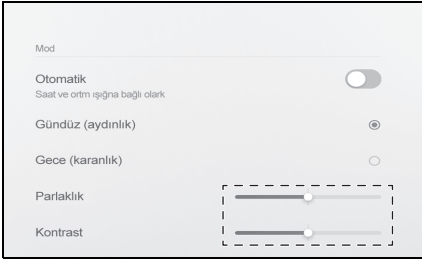 Mod
Otomatik
Saat ve ortm ışığna bağlı olark
Gündüz (aydınlık)
Gece (karanlık)
Parlaklık
Kontrast